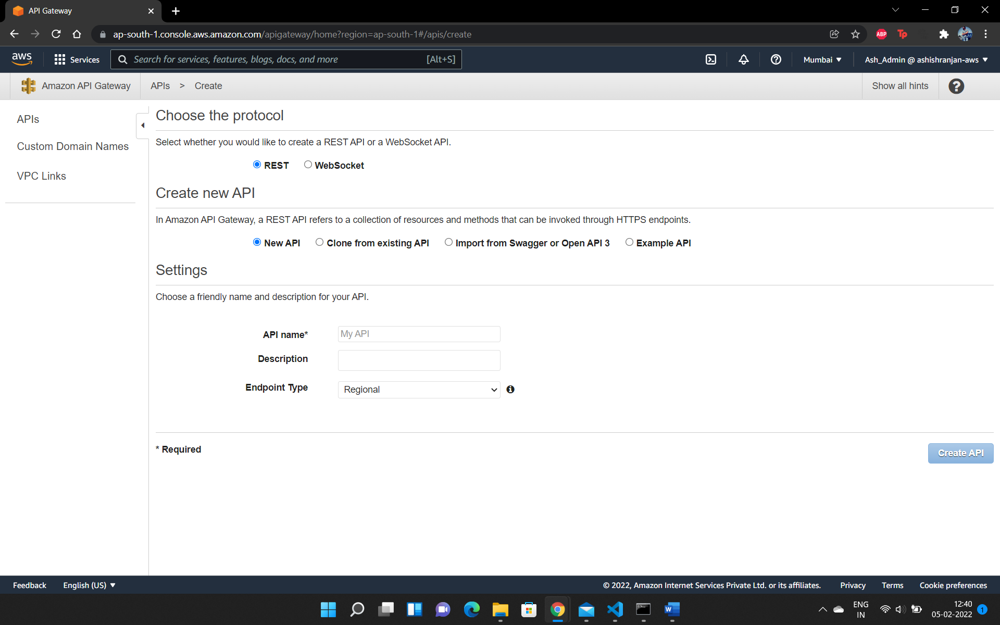 API Gateway
ap-south-1.console.aws.amazon.com/apigateway/home?region=ap-south-1#/apis/create
ABP
Tp
aws
Services
Search for services, features, blogs, docs, and more
[Alt+S]
Mumbai
Ash_Admin @ ashishranjan-aws
Amazon API Gateway
APIs > Create
Show all hints
APIs
Custom Domain Names
VPC Links
Choose the protocol
Select whether you would like to create a REST API or a WebSocket API.
REST WebSocket
Create new API
In Amazon API Gateway, a REST API refers to a collection of resources and methods that can be invoked through HTTPS endpoints.
New API Clone from existing API Import from Swagger or Open API 3 Example API
Settings
Choose a friendly name and description for your API.
API name* My API
Description
Endpoint Type Regional
* Required
Create API
Feedback English (US) © 2022, Amazon Internet Services Private Ltd. or its affiliates. Privacy Terms Cookie preferences
W
ENG
IN
12:40
05-02-2022
1